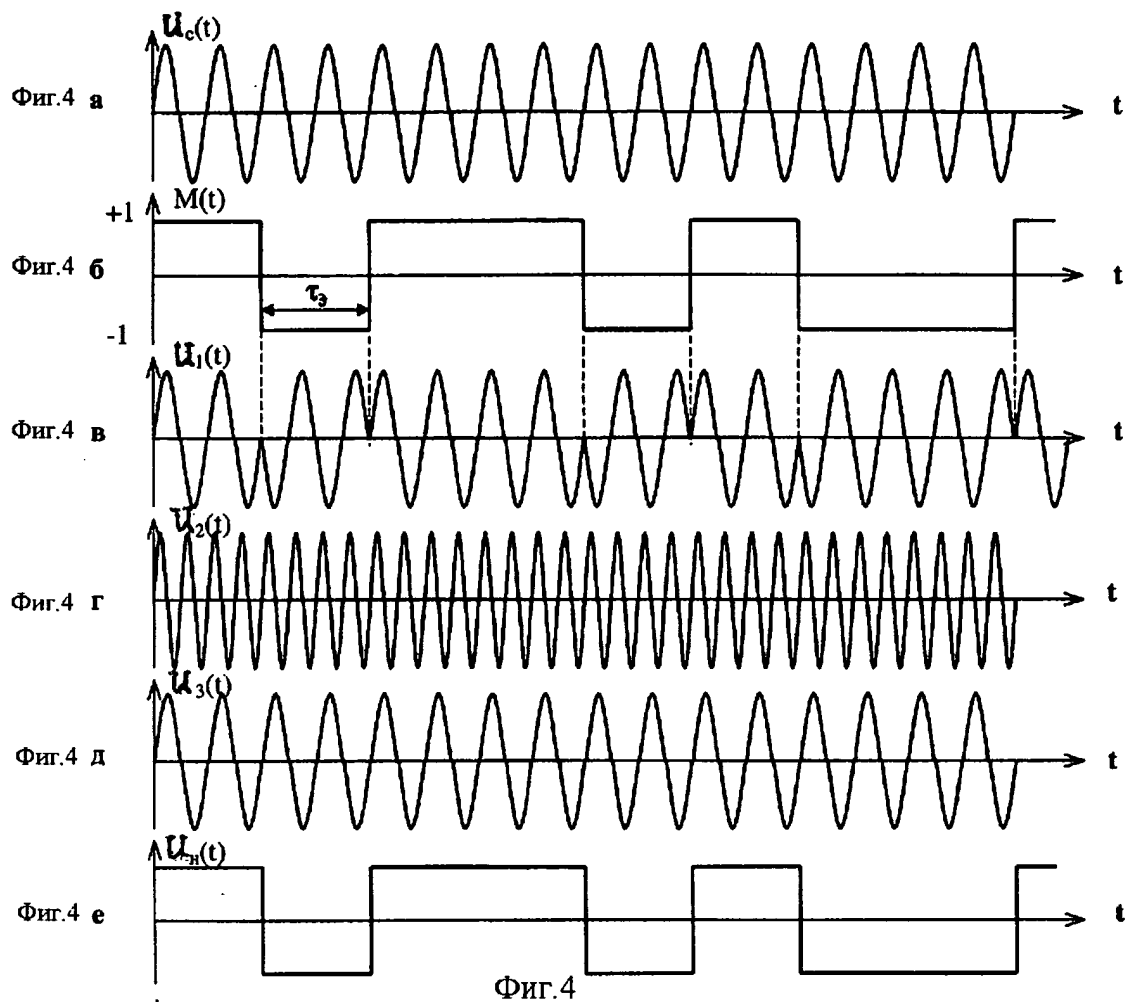 U_c(t)
Фиг.4 а
t
M(t)
+1
Фиг.4 б
t
τ_э
-1
U_1(t)
Фиг.4 в
t
U_2(t)
Фиг.4 г
t
U_3(t)
Фиг.4 д
t
U_н(t)
Фиг.4 е
t
Фиг.4